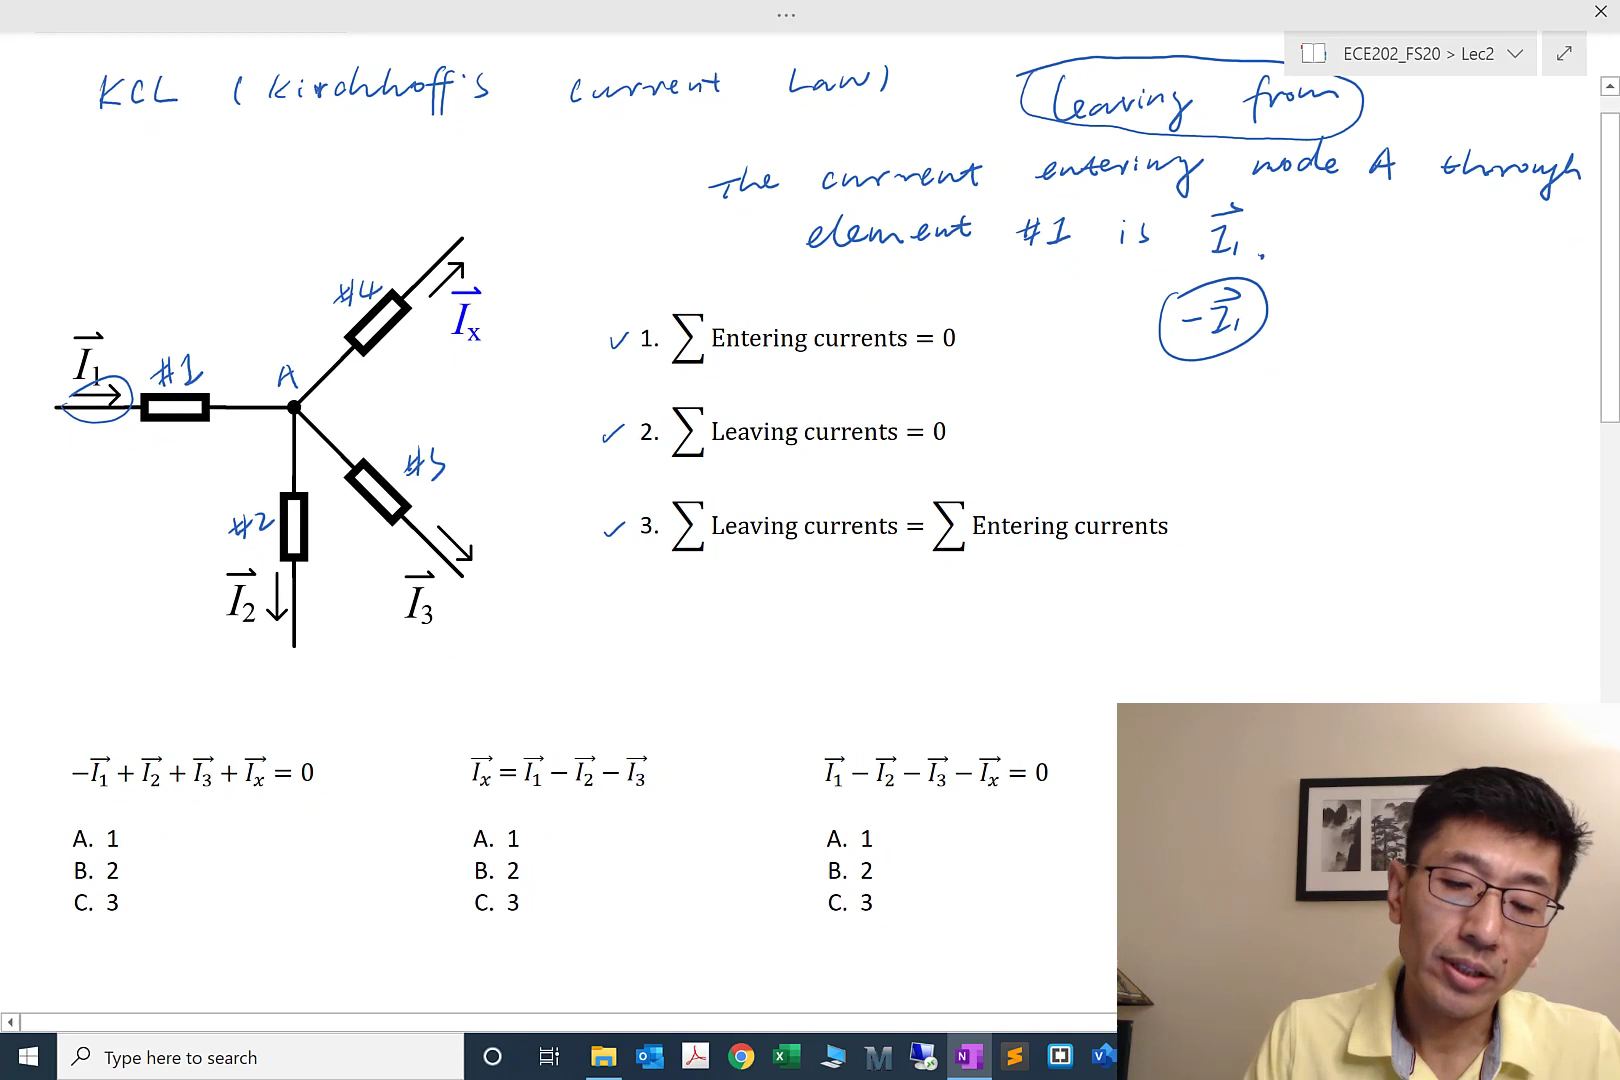 ...
ECE202_FS20 > Lec2
KCL (Kirchhoff's current Law)
Leaving from
The current entering node A through
element #1 is I⃗₁.
-I⃗₁
#4
I⃗ₓ
I⃗₁
#1
A
#3
#2
I⃗₂
I⃗₃
✓ 1. ∑ Entering currents = 0
✓ 2. ∑ Leaving currents = 0
✓ 3. ∑ Leaving currents = ∑ Entering currents
-I⃗₁ + I⃗₂ + I⃗₃ + I⃗ₓ = 0
A. 1
B. 2
C. 3
I⃗ₓ = I⃗₁ − I⃗₂ − I⃗₃
A. 1
B. 2
C. 3
I⃗₁ − I⃗₂ − I⃗₃ − I⃗ₓ = 0
A. 1
B. 2
C. 3
Type here to search